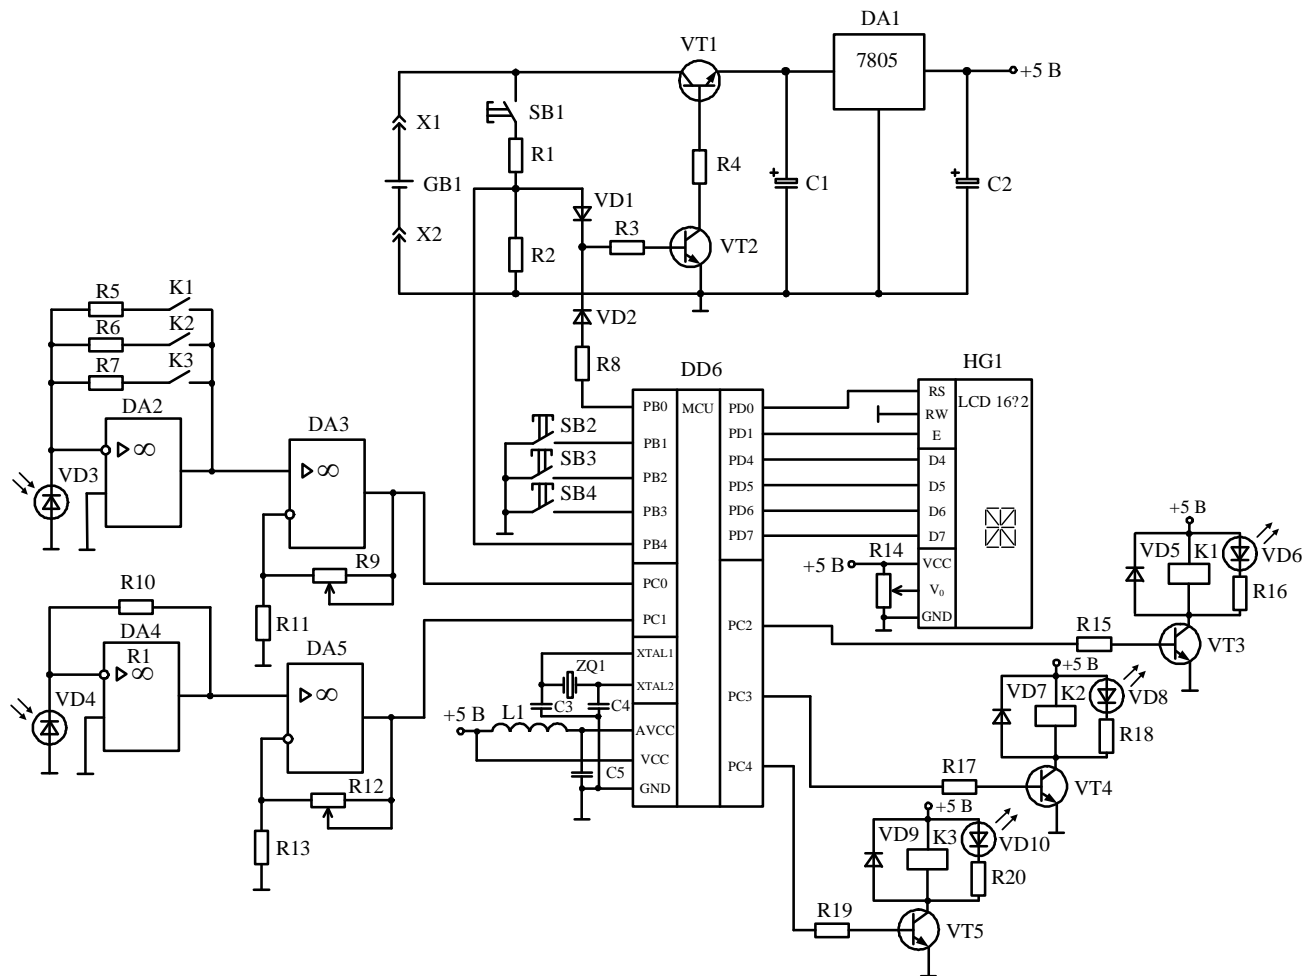 DA1
VT1
7805
+5 В
X1
SB1
R1
R4
GB1
C1
C2
VD1
X2
R3
R2
VT2
VD2
R8
R5
K1
R6
K2
R7
K3
DA2
∞
VD3
DA3
∞
R9
R11
R10
DA4
R1
∞
VD4
DA5
∞
R12
R13
SB2
SB3
SB4
DD6
MCU
PB0
PB1
PB2
PB3
PB4
PC0
PC1
XTAL1
XTAL2
AVCC
VCC
GND
PD0
PD1
PD4
PD5
PD6
PD7
PC2
PC3
PC4
ZQ1
C3
C4
+5 В
L1
C5
HG1
LCD 16?2
RS
RW
E
D4
D5
D6
D7
VCC
V0
GND
R14
+5 В
+5 В
VD5
K1
VD6
R16
R15
VT3
+5 В
VD7
K2
VD8
R18
R17
VT4
+5 В
VD9
K3
VD10
R20
R19
VT5